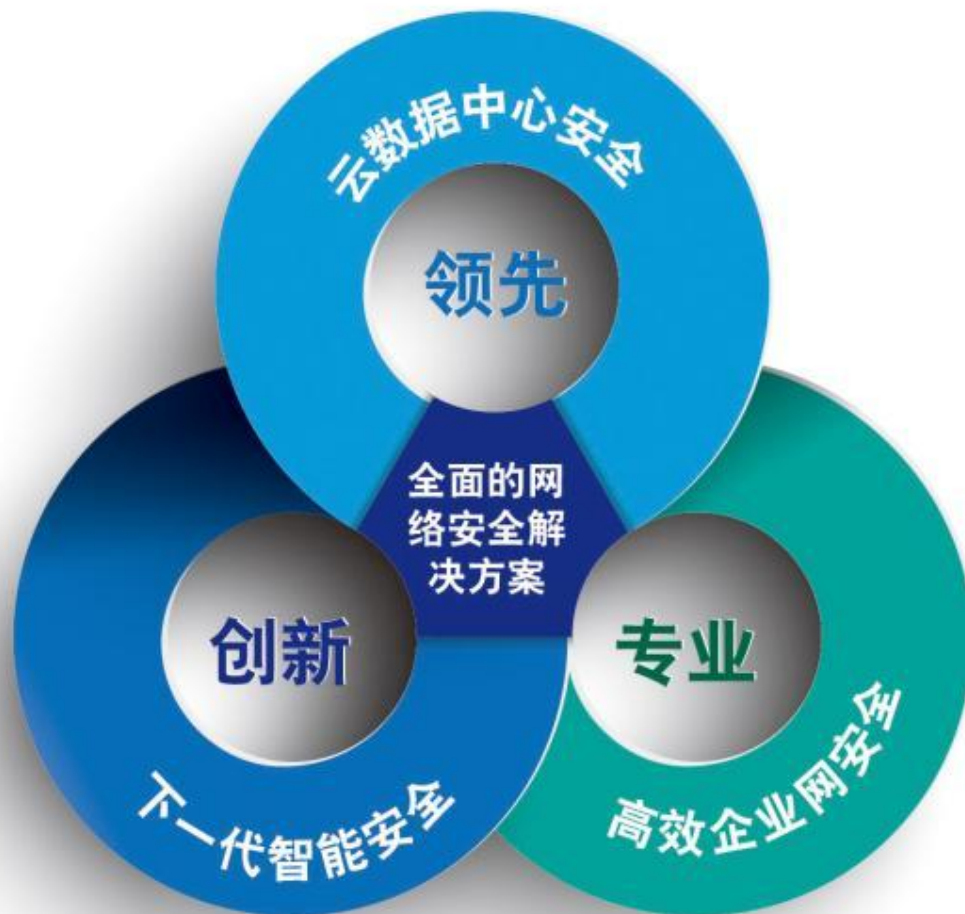 云数据中心安全
领先
全面的网
络安全解
决方案
创新
专业
下一代智能安全
高效企业网安全